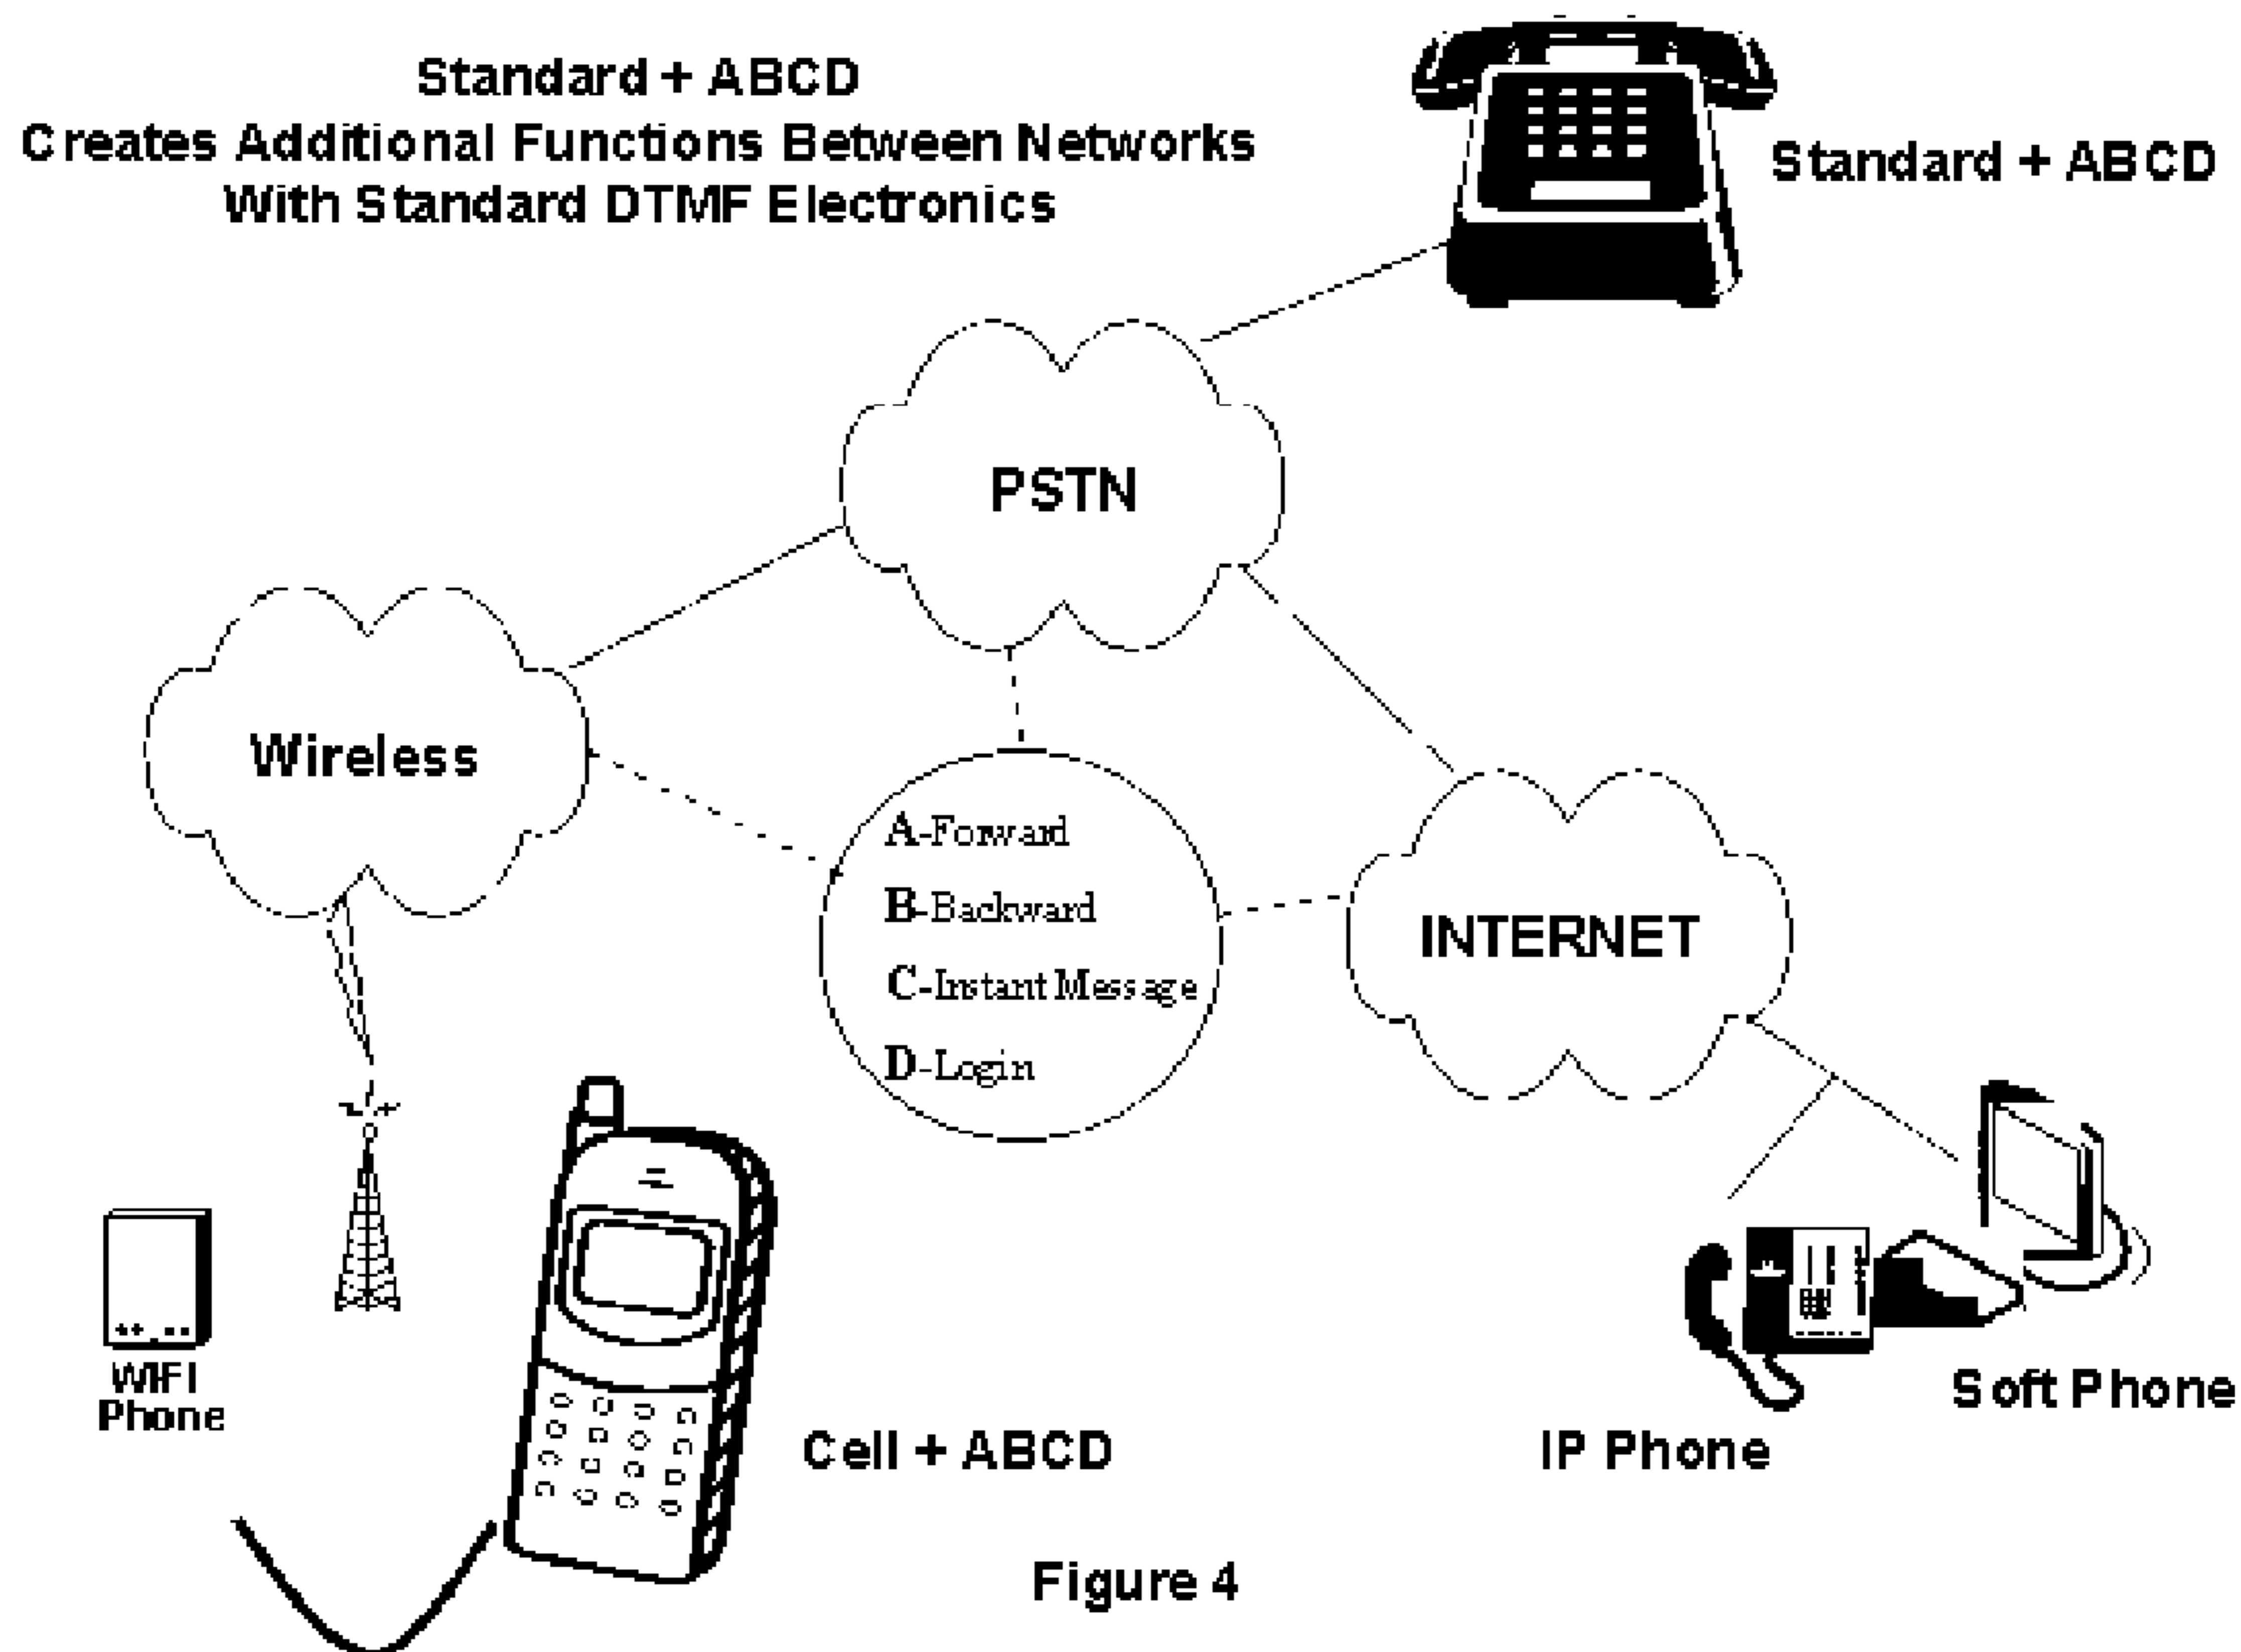 Standard + ABCD
Creates Additional Functions Between Networks
With Standard DTMF Electronics
Standard + ABCD
PSTN
Wireless
A-Forward
B-Backward
C-Instant Message
D-Login
INTERNET
WIFI
Phone
Cell + ABCD
IP Phone
Soft Phone
Figure 4